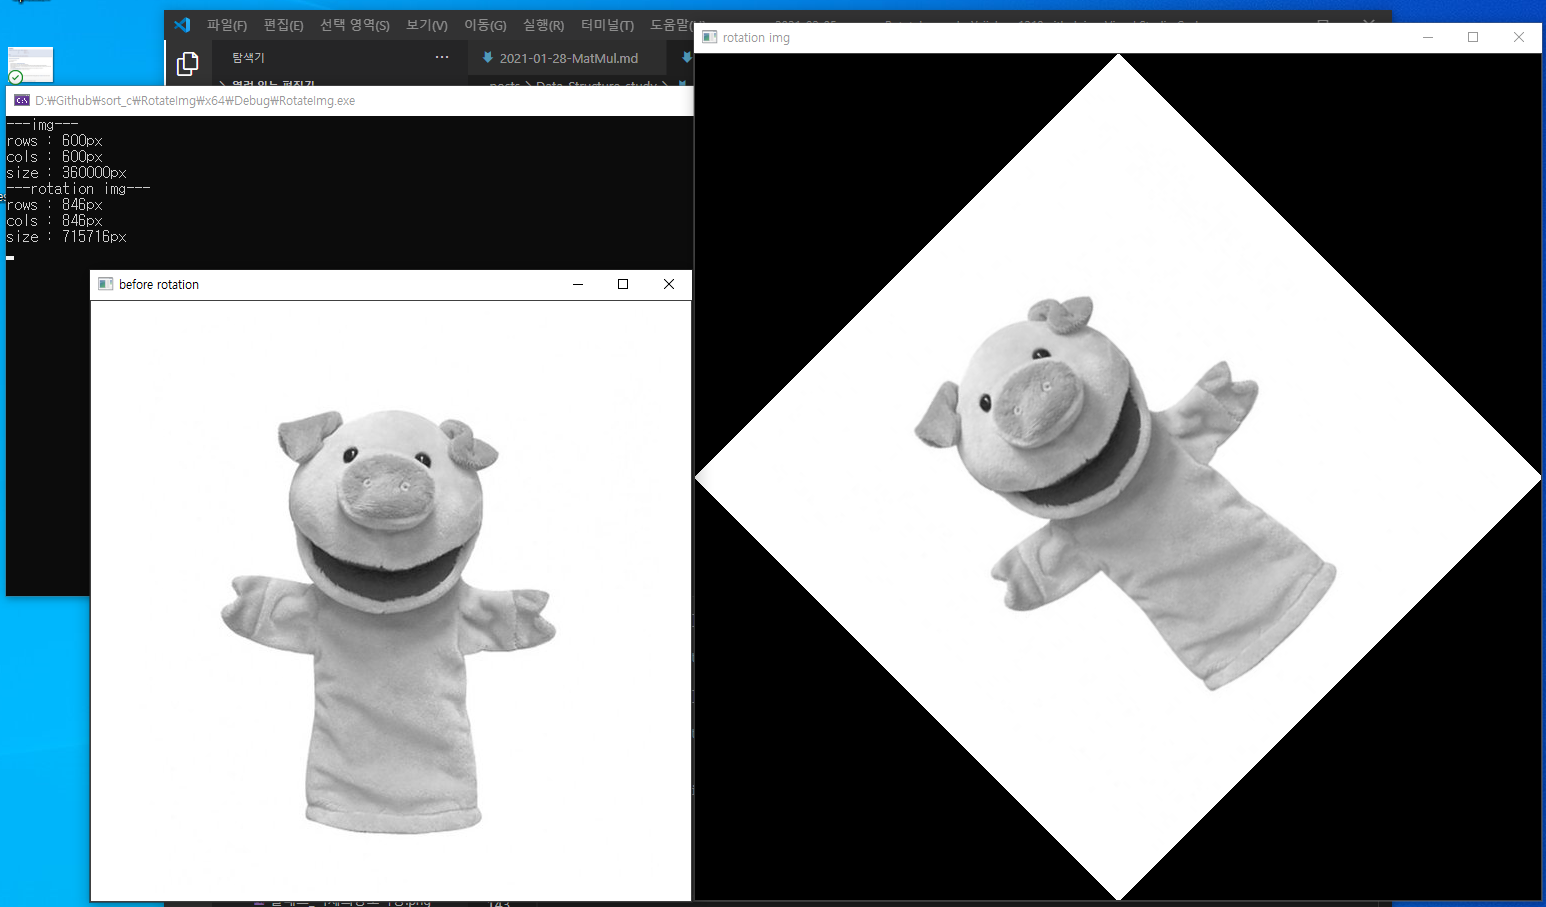 파일(F) 편집(E) 선택 영역(S) 보기(V) 이동(G) 실행(R) 터미널(T) 도움말(
rotation img
탐색기
2021-01-28-MatMul.md
D:₩Github₩sort_c₩RotateImg₩x64₩Debug₩RotateImg.exe
---img---
rows : 600px
cols : 600px
size : 360000px
---rotation img---
rows : 846px
cols : 846px
size : 715716px
before rotation